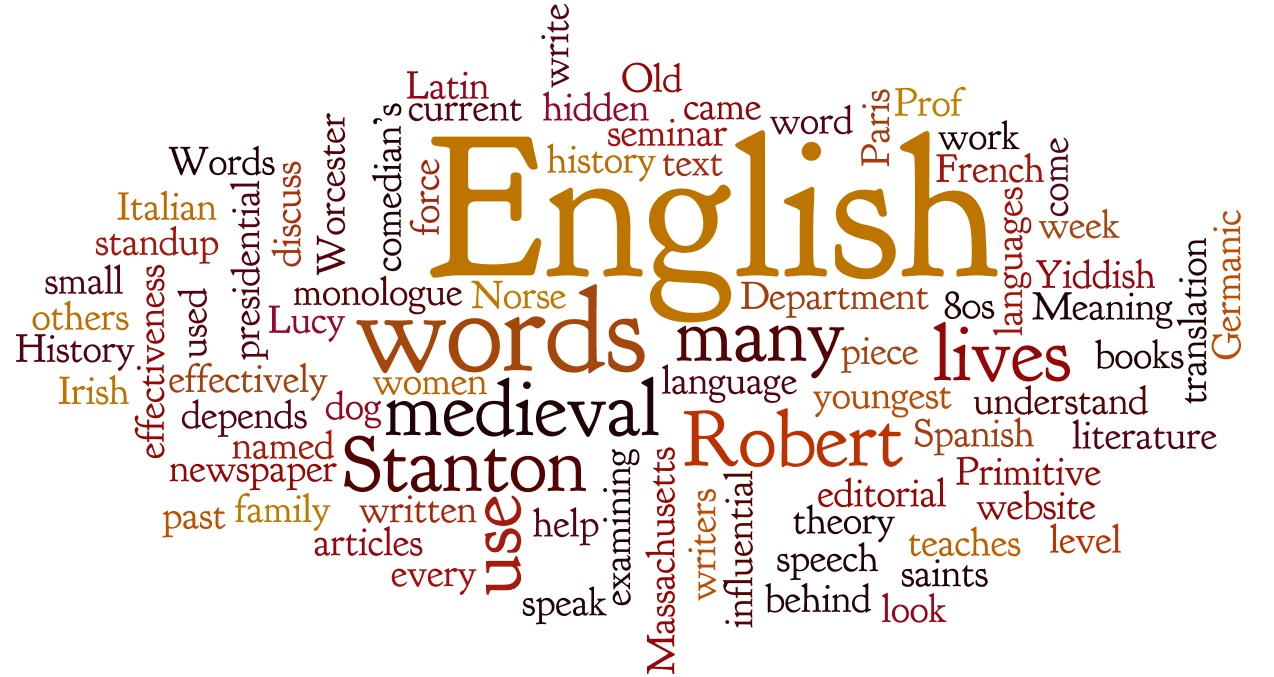 write
Latin
Old
current
hidden
came
Prof
Paris
word
seminar
work
Words
Worcester
comedian's
force
English
history
text
French
come
discuss
presidential
Italian
standup
languages
week
Germanic
translation
small
others
History
Irish
effectiveness
used
monologue
Norse
Department
80s
Yiddish
Meaning
Lucy
words
many
piece
lives
books
effectively
women
language
youngest
understand
depends
dog
medieval
Robert
Spanish
literature
named
newspaper
Stanton
Primitive
past
family
written
use
help
examining
Massachusetts
writers
influential
editorial
website
theory
articles
teaches
level
every
speech
saints
speak
behind
look